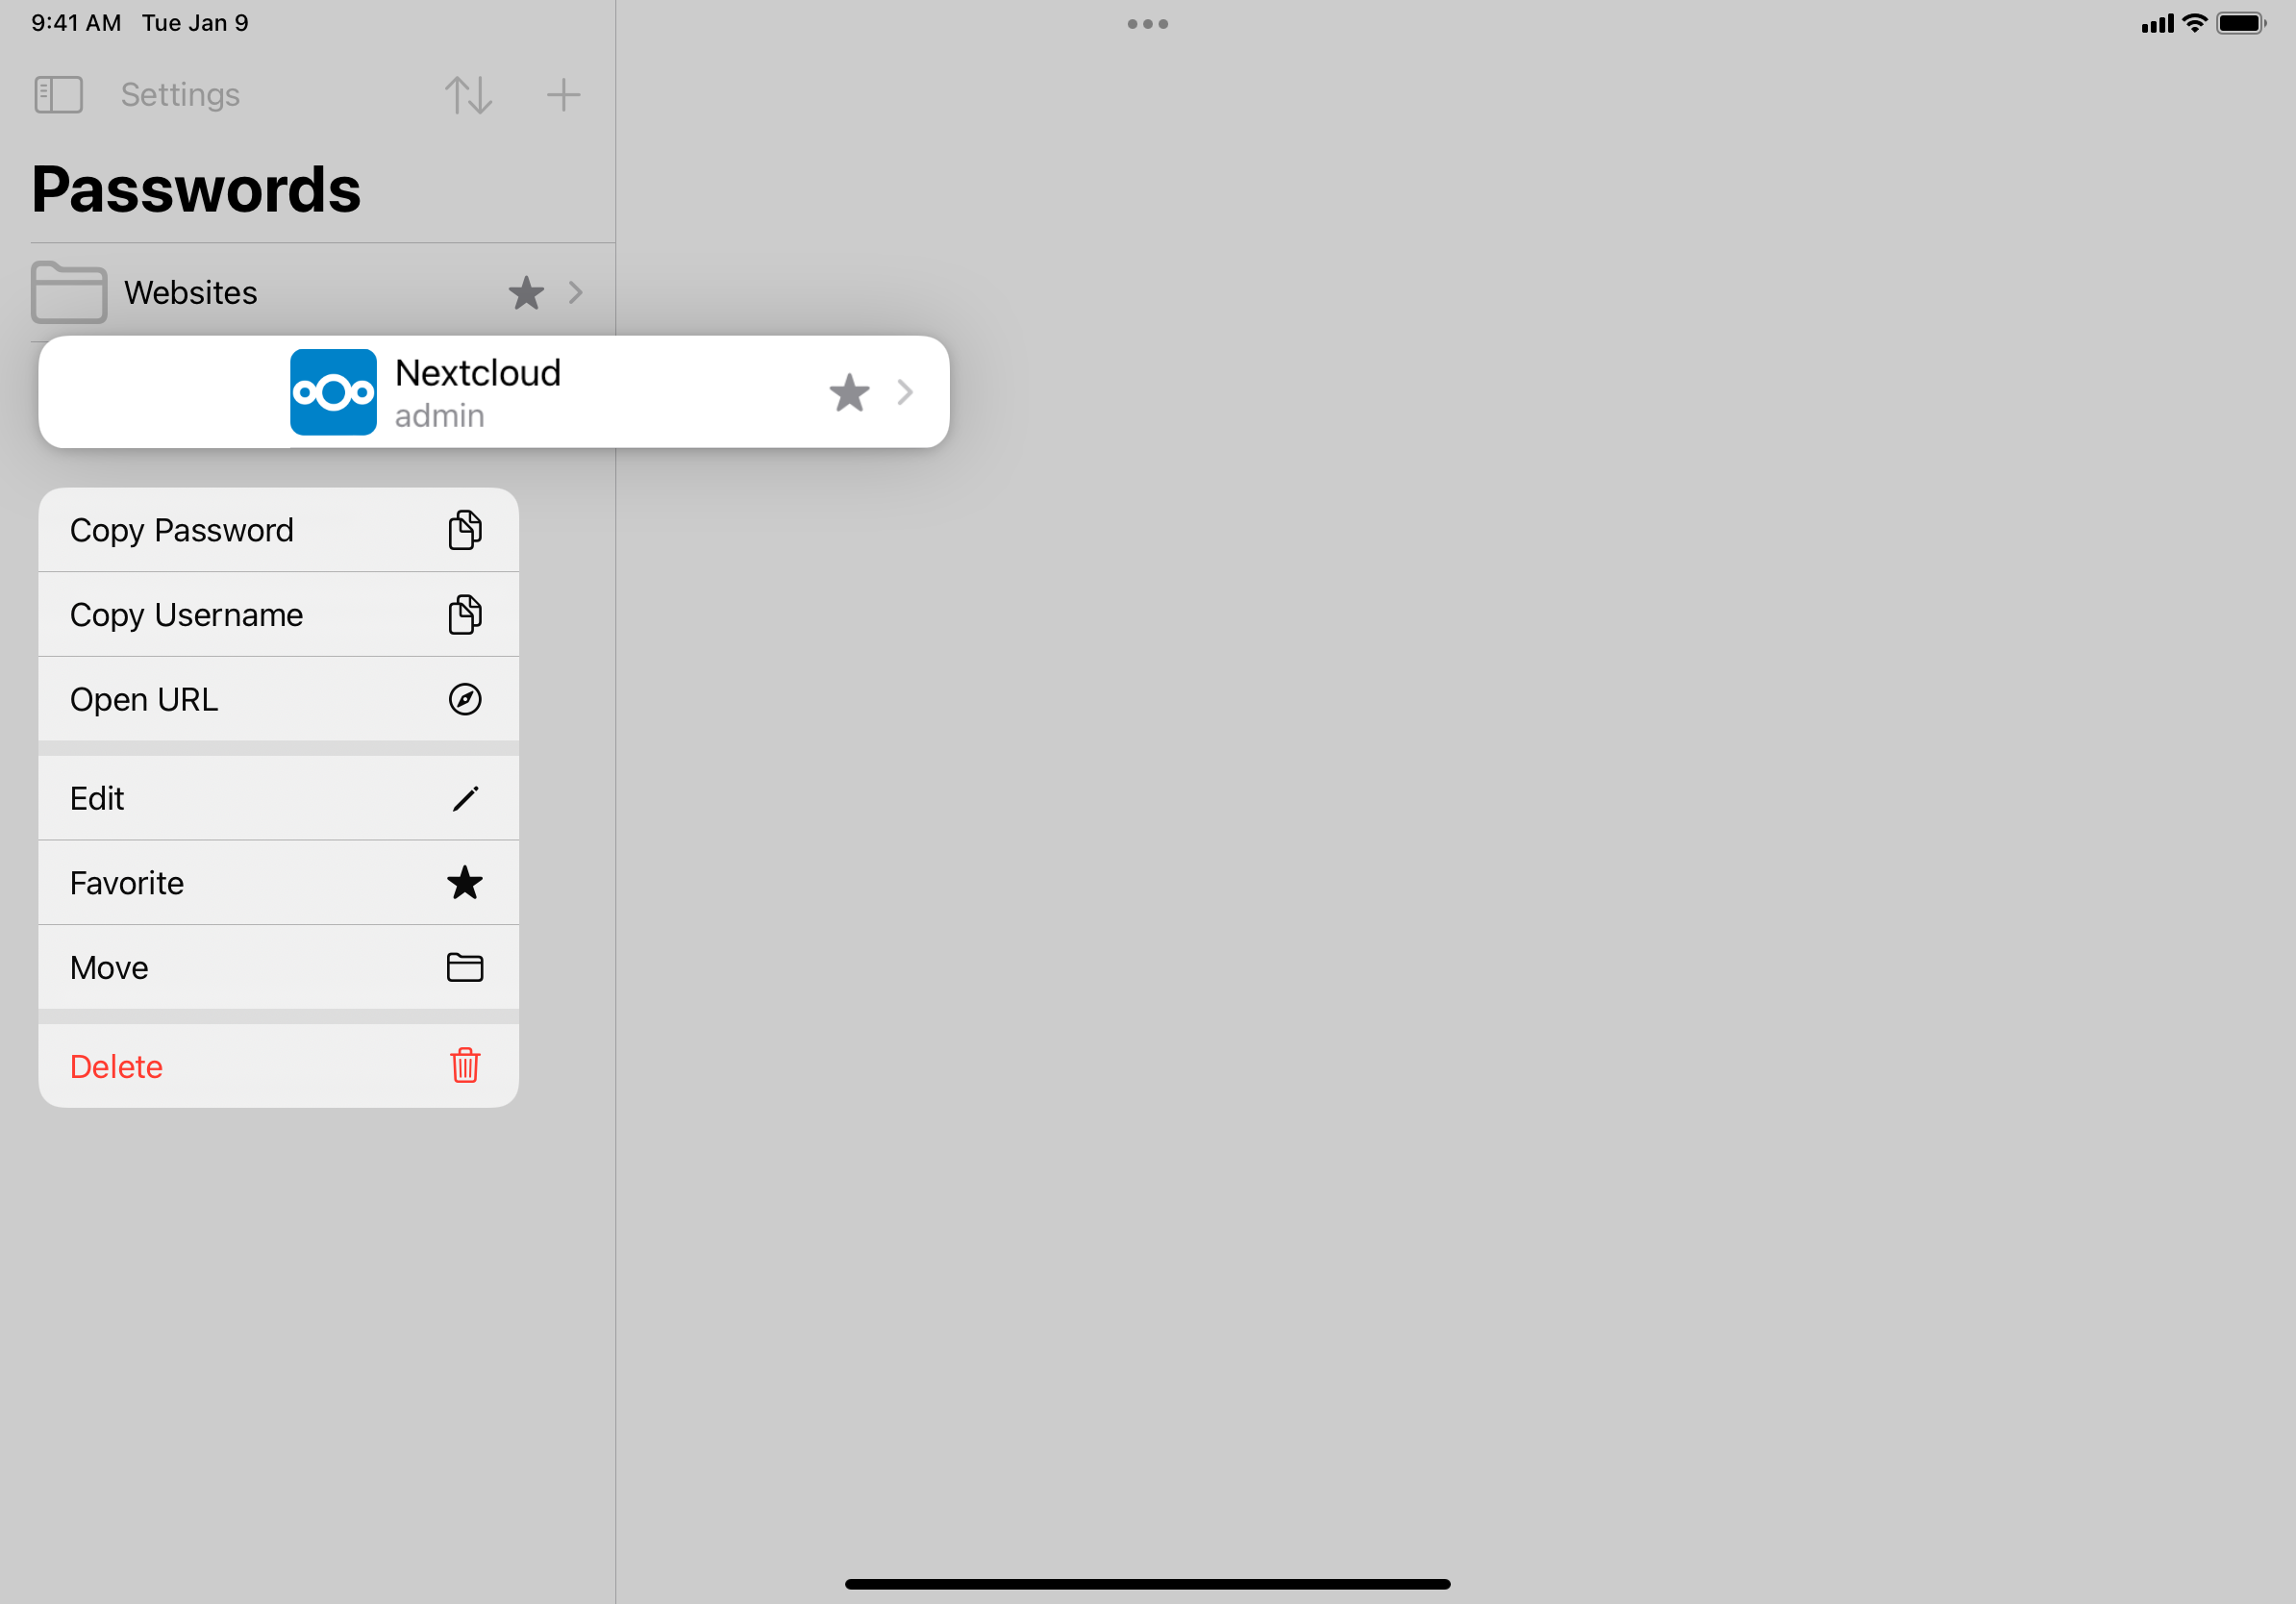 9:41 AM Tue Jan 9
Settings
Passwords
Websites
Nextcloud
admin
Copy Password
Copy Username
Open URL
Edit
Favorite
Move
Delete